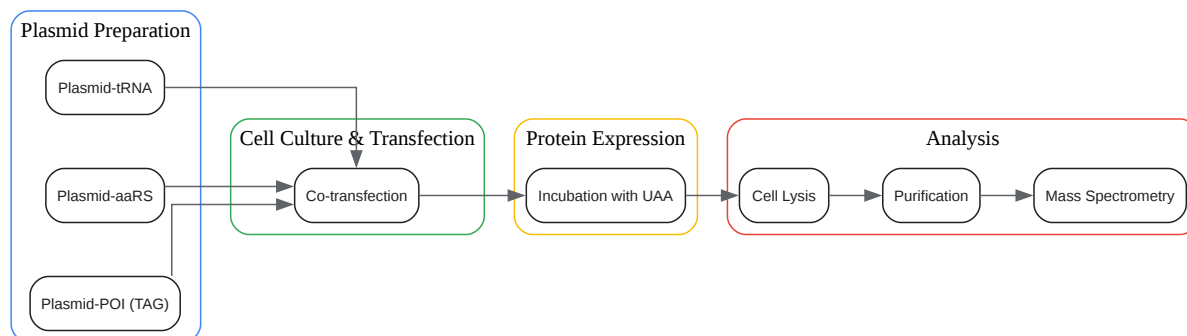 Plasmid Preparation
Plasmid-tRNA
Plasmid-aaRS
Plasmid-POI (TAG)
Cell Culture & Transfection
Co-transfection
Protein Expression
Incubation with UAA
Analysis
Cell Lysis
Purification
Mass Spectrometry